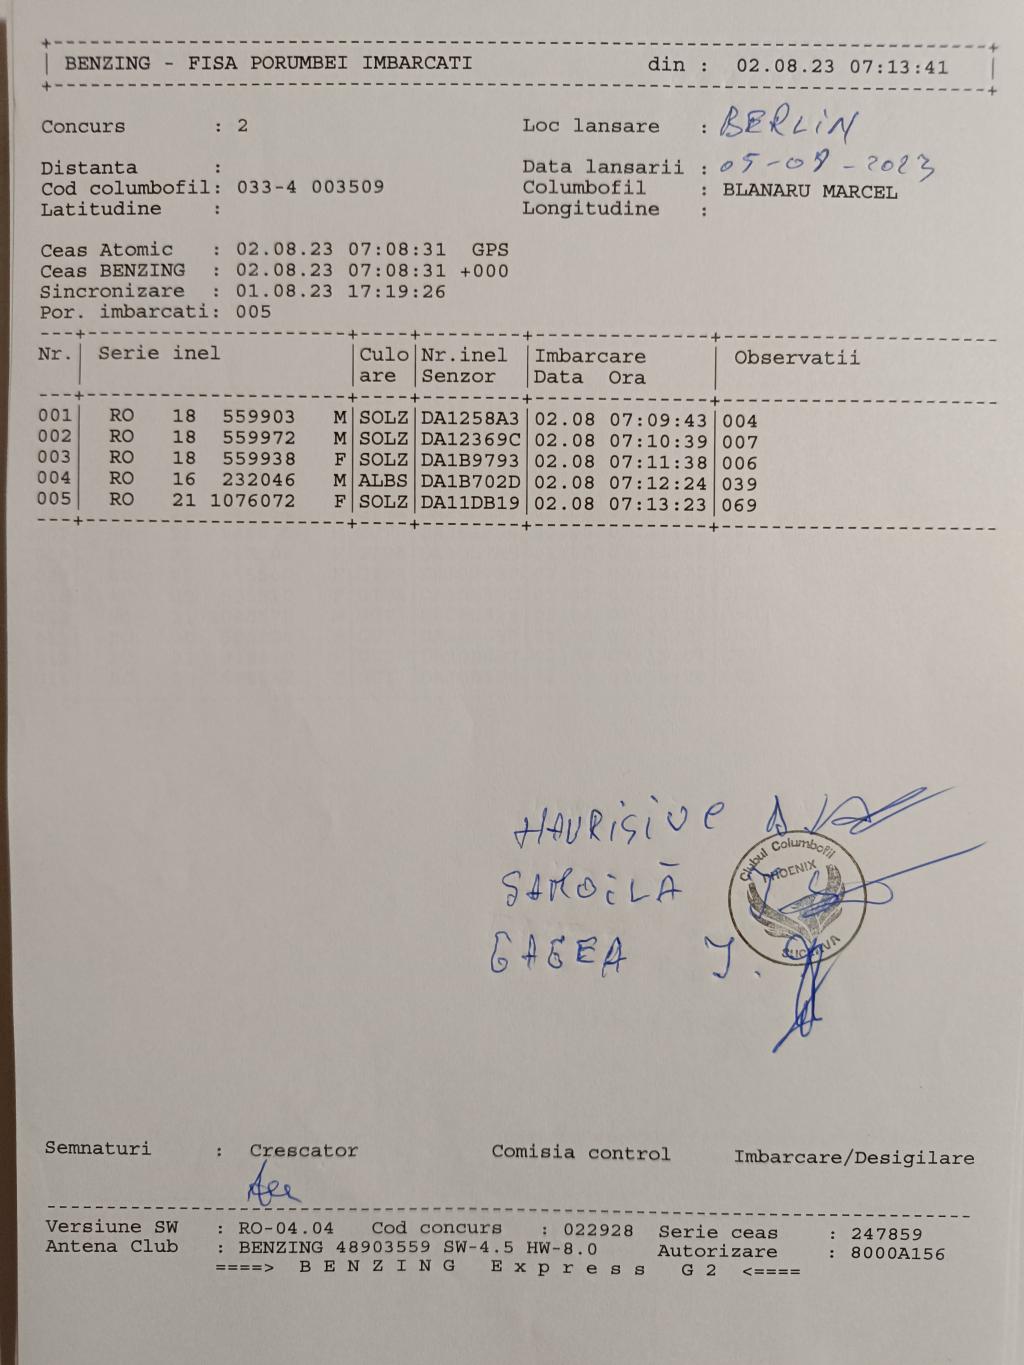 BENZING - FISA PORUMBEI IMBARCATI din : 02.08.23 07:13:41
Concurs : 2 Loc lansare : BERLIN
Distanta : Data lansarii : 05-08-2023
Cod columbofil: 033-4 003509 Columbofil : BLANARU MARCEL
Latitudine : Longitudine :
Ceas Atomic : 02.08.23 07:08:31 GPS
Ceas BENZING : 02.08.23 07:08:31 +000
Sincronizare : 01.08.23 17:19:26
Por. imbarcati: 005
Nr. Serie inel Culo Nr.inel Imbarcare Observatii
are Senzor Data Ora
001 RO 18 559903 M SOLZ DA1258A3 02.08 07:09:43 004
002 RO 18 559972 M SOLZ DA12369C 02.08 07:10:39 007
003 RO 18 559938 F SOLZ DA1B9793 02.08 07:11:38 006
004 RO 16 232046 M ALBS DA1B702D 02.08 07:12:24 039
005 RO 21 1076072 F SOLZ DA11DB19 02.08 07:13:23 069
Clubul Columbofil
PHOENIX
SAMOILĂ
GAGEA J.
SUCEAVA
Semnaturi : Crescator Comisia control Imbarcare/Desigilare
Versiune SW : RO-04.04 Cod concurs : 022928 Serie ceas : 247859
Antena Club : BENZING 48903559 SW-4.5 HW-8.0 Autorizare : 8000A156
====> B E N Z I N G E x p r e s s G 2 <====